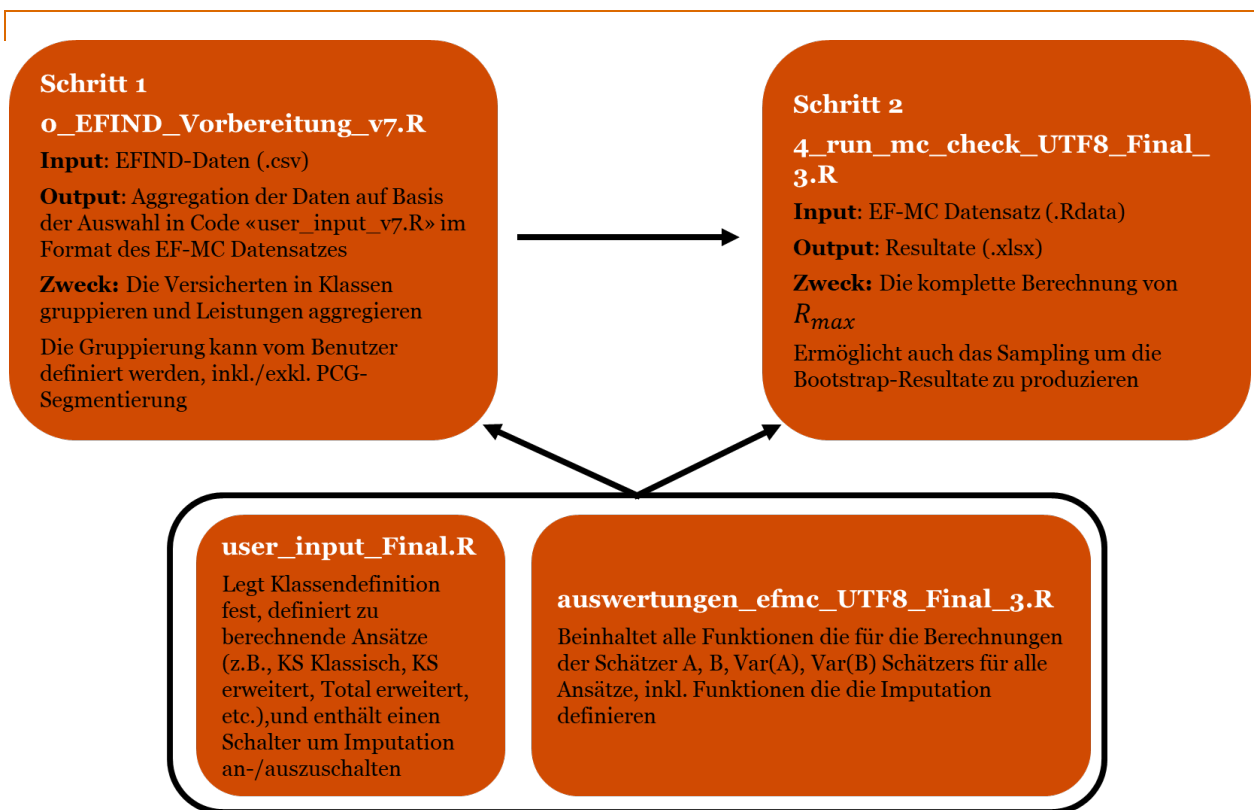 Schritt 1
0_EFIND_Vorbereitung_v7.R
Input: EFIND-Daten (.csv)
Output: Aggregation der Daten auf Basis
der Auswahl in Code «user_input_v7.R» im
Format des EF-MC Datensatzes
Zweck: Die Versicherten in Klassen
gruppieren und Leistungen aggregieren
Die Gruppierung kann vom Benutzer
definiert werden, inkl./exkl. PCG-
Segmentierung
Schritt 2
4_run_mc_check_UTF8_Final_
3.R
Input: EF-MC Datensatz (.Rdata)
Output: Resultate (.xlsx)
Zweck: Die komplette Berechnung von
R_{max}
Ermöglicht auch das Sampling um die
Bootstrap-Resultate zu produzieren
user_input_Final.R
Legt Klassendefinition
fest, definiert zu
berechnende Ansätze
(z.B., KS Klassisch, KS
erweitert, Total erweitert,
etc.),und enthält einen
Schalter um Imputation
an-/auszuschalten
auswertungen_efmc_UTF8_Final_3.R
Beinhaltet alle Funktionen die für die Berechnungen
der Schätzer A, B, Var(A), Var(B) Schätzers für alle
Ansätze, inkl. Funktionen die die Imputation
definieren